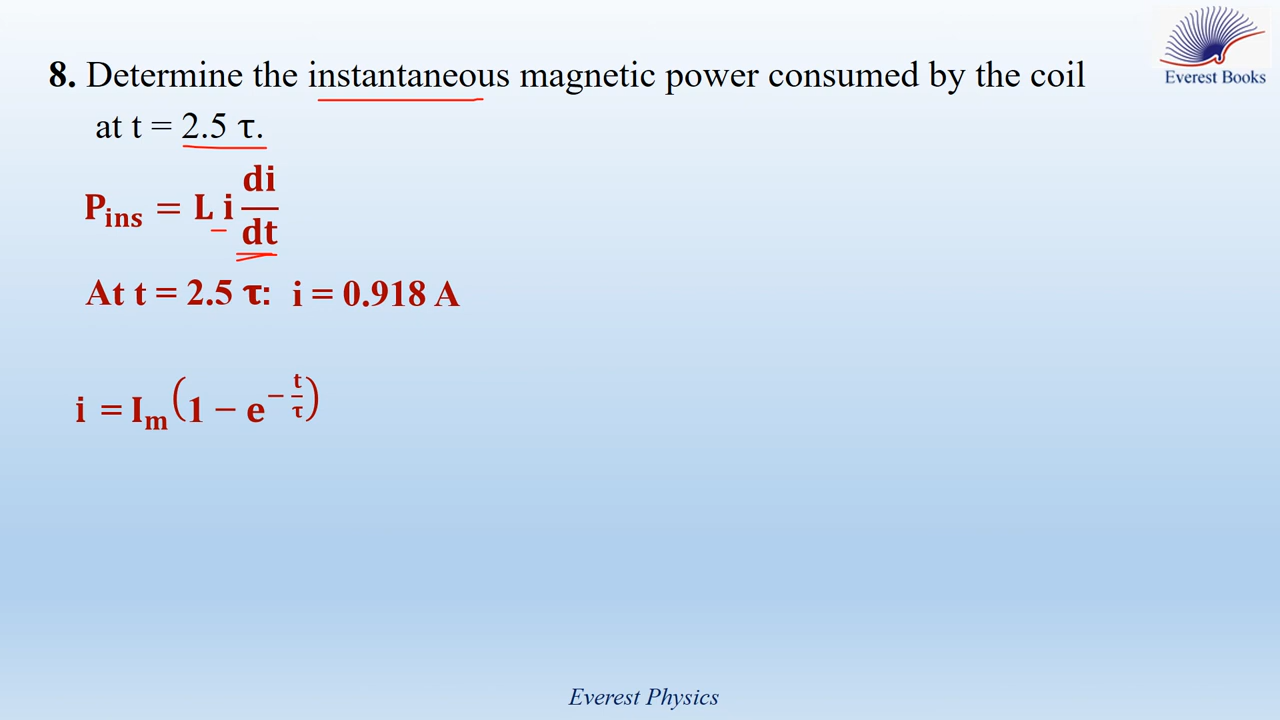 Everest Books
8. Determine the instantaneous magnetic power consumed by the coil
at t = 2.5 τ.
P_ins = L i di/dt
At t = 2.5 τ: i = 0.918 A
i = I_m(1 − e^(−t/τ))
Everest Physics